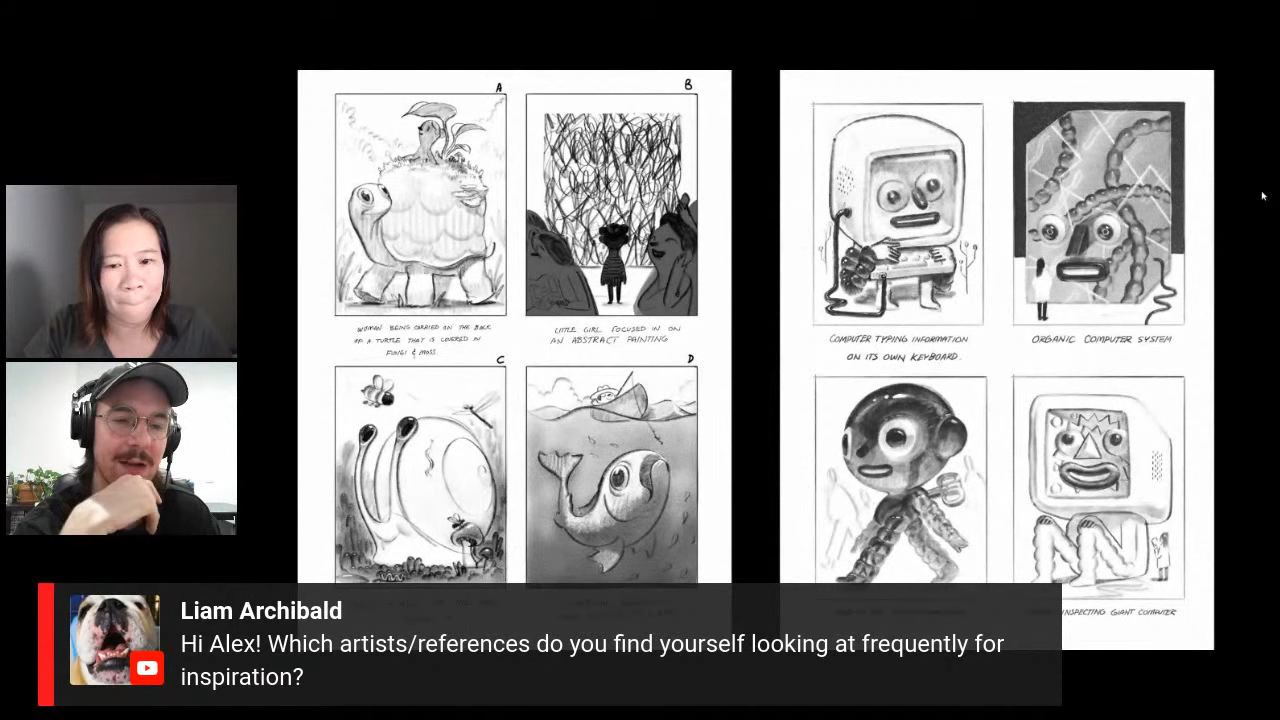 A
B
WOMAN BEING CARRIED ON THE BACK
OF A TURTLE THAT IS COVERED IN
FUNGI & MOSS.
LITTLE GIRL FOCUSED IN ON
AN ABSTRACT PAINTING
C
D
COMPUTER TYPING INFORMATION
ON ITS OWN KEYBOARD.
ORGANIC COMPUTER SYSTEM
INSPECTING GIANT COMPUTER
Liam Archibald
Hi Alex! Which artists/references do you find yourself looking at frequently for
inspiration?